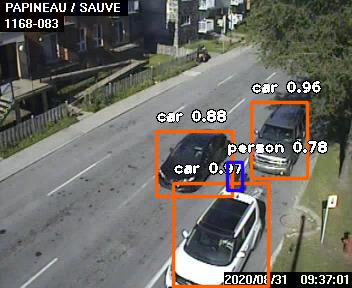 PAPINEAU / SAUVE
1168-083
car 0.96
car 0.88
person 0.78
car 0.97
2020/08/31 09:37:01